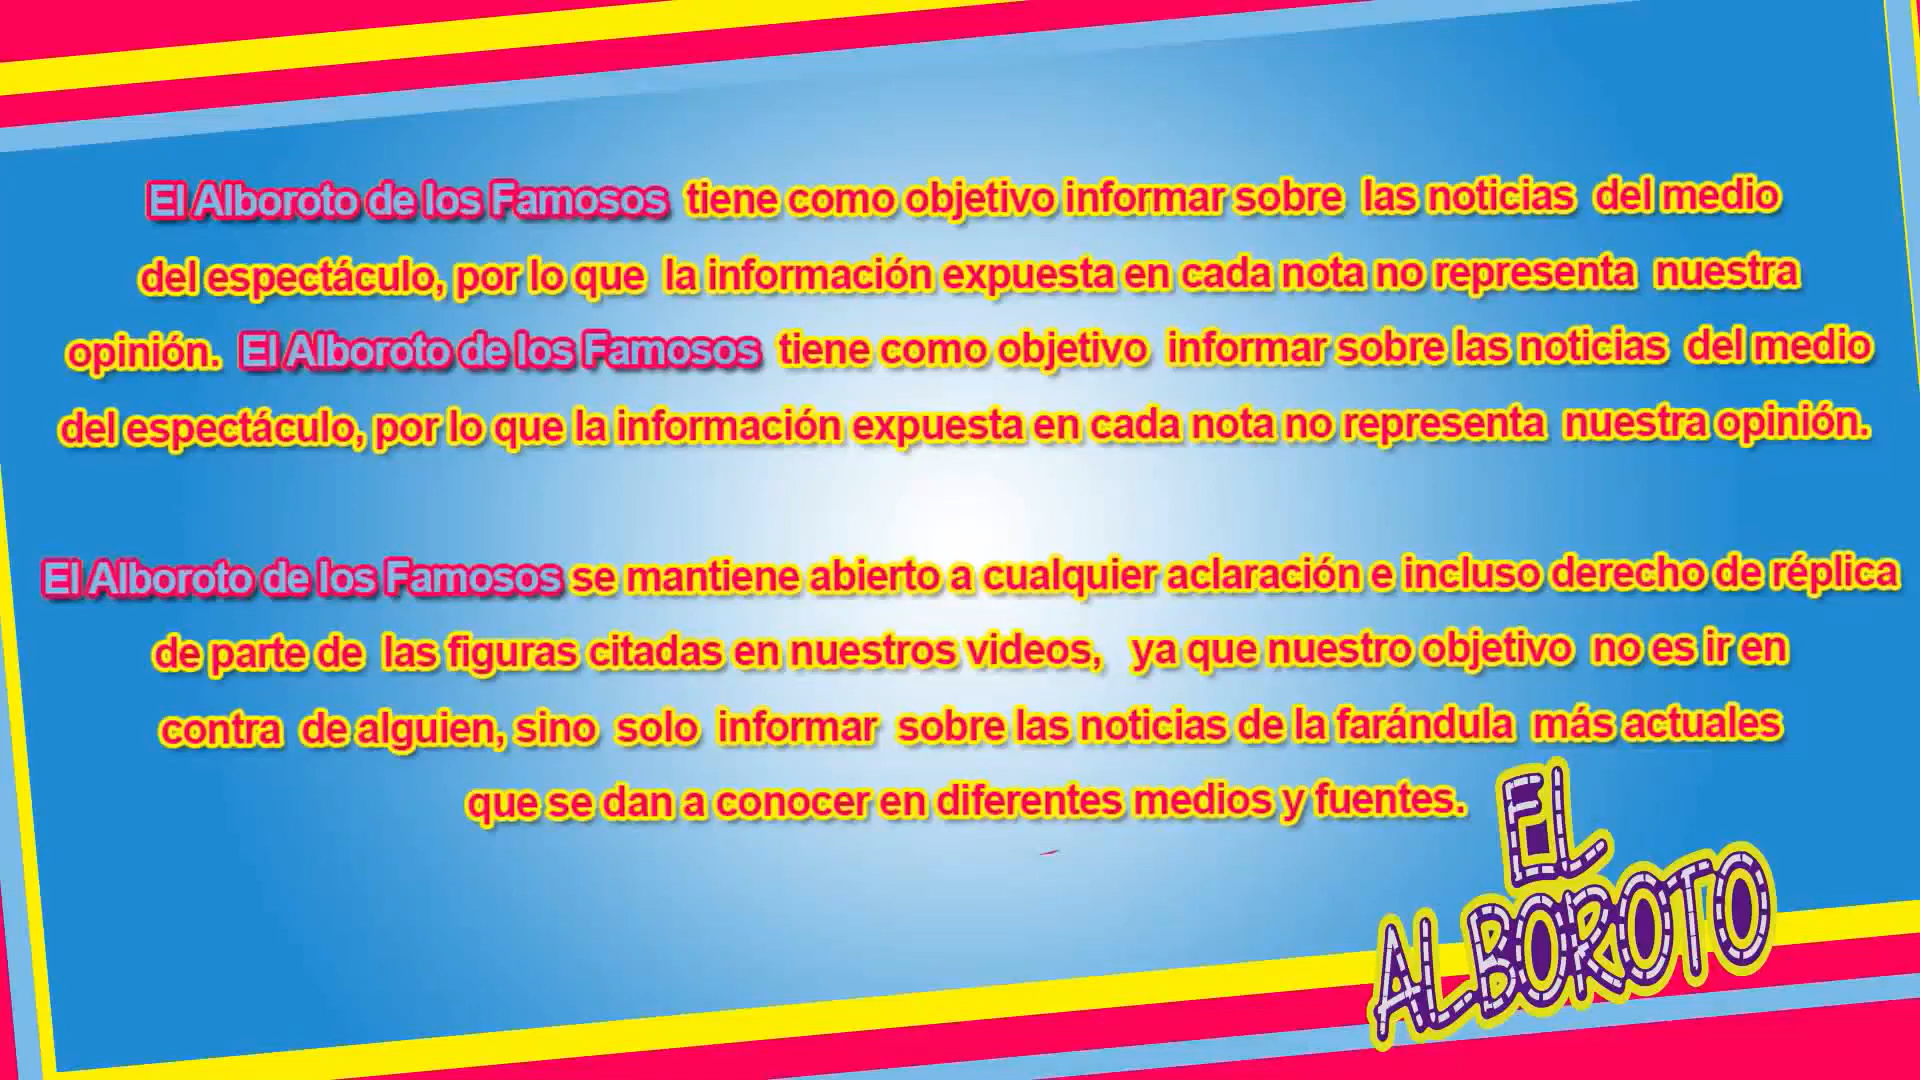 El Alboroto de los Famosos tiene como objetivo informar sobre las noticias del medio
del espectáculo, por lo que la información expuesta en cada nota no representa nuestra
opinión. El Alboroto de los Famosos tiene como objetivo informar sobre las noticias del medio
del espectáculo, por lo que la información expuesta en cada nota no representa nuestra opinión.
El Alboroto de los Famosos se mantiene abierto a cualquier aclaración e incluso derecho de réplica
de parte de las figuras citadas en nuestros videos, ya que nuestro objetivo no es ir en
contra de alguien, sino solo informar sobre las noticias de la farándula más actuales
que se dan a conocer en diferentes medios y fuentes.
EL
ALBOROTO